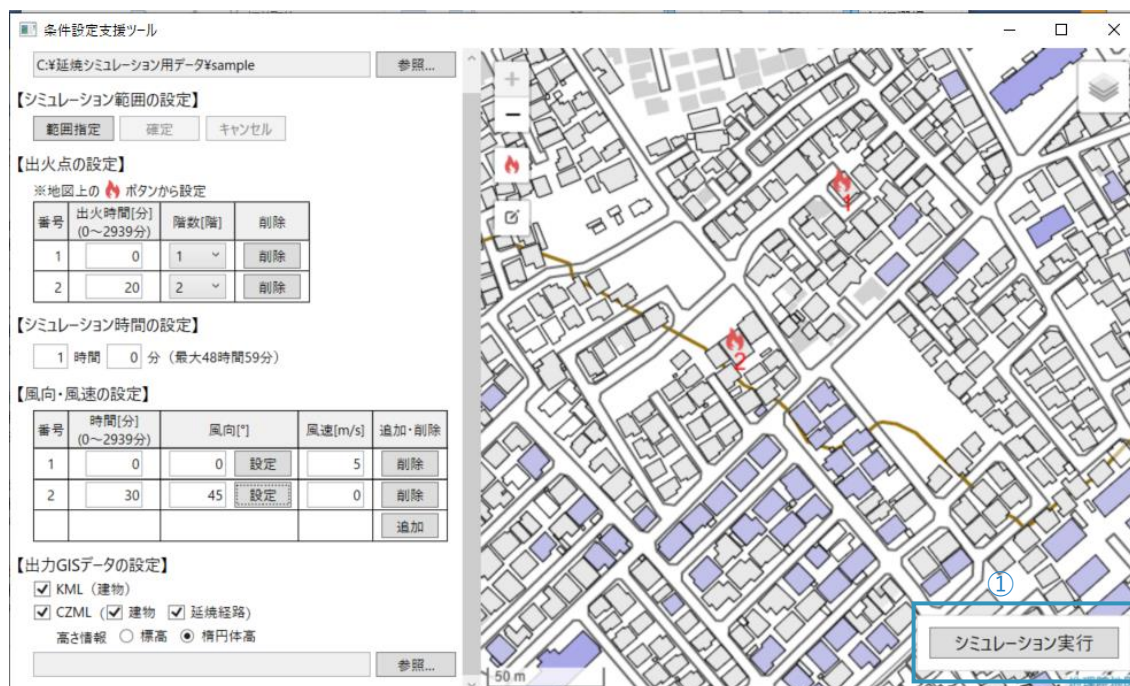 条件設定支援ツール
C:¥延焼シミュレーション用データ¥sample 参照...
【シミュレーション範囲の設定】
範囲指定 確定 キャンセル
【出火点の設定】
※地図上の ボタンから設定
番号 出火時間[分] (0～2939分) 階数[階] 削除
1 0 1 削除
2 20 2 削除
【シミュレーション時間の設定】
1 時間 0 分 (最大48時間59分)
【風向・風速の設定】
番号 時間[分] (0～2939分) 風向[°] 風速[m/s] 追加・削除
1 0 0 設定 5 削除
2 30 45 設定 0 削除
追加
【出力GISデータの設定】
KML (建物)
CZML ( 建物 延焼経路)
高さ情報 標高 楕円体高
参照...
+
−
1
2
①
シミュレーション実行
50 m